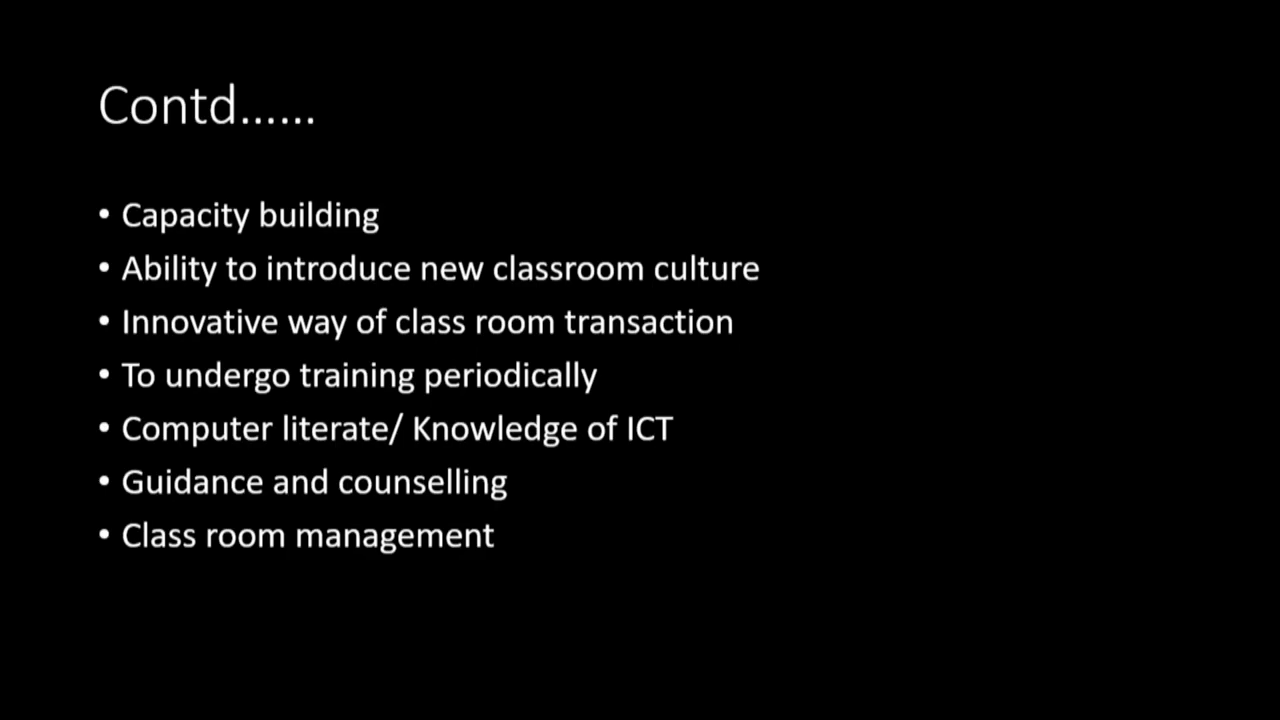 Contd......
• Capacity building
• Ability to introduce new classroom culture
• Innovative way of class room transaction
• To undergo training periodically
• Computer literate/ Knowledge of ICT
• Guidance and counselling
• Class room management